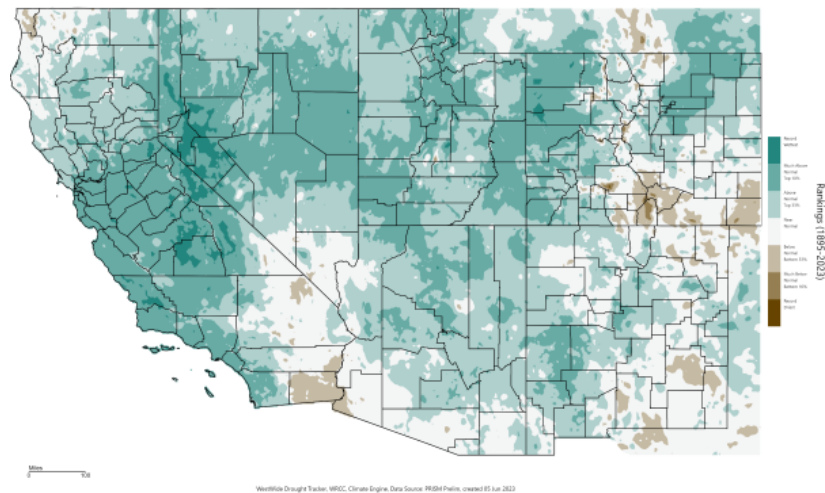 Record
Wettest
Much Above
Normal
Top 10%
Above
Normal
Top 33%
Near
Normal
Below
Normal
Bottom 33%
Much Below
Normal
Bottom 10%
Record
Driest
Rankings (1895-2023)
Miles
0 100
WestWide Drought Tracker, WRCC, Climate Engine, Data Source: PRISM Prelim, created 05 Jun 2023